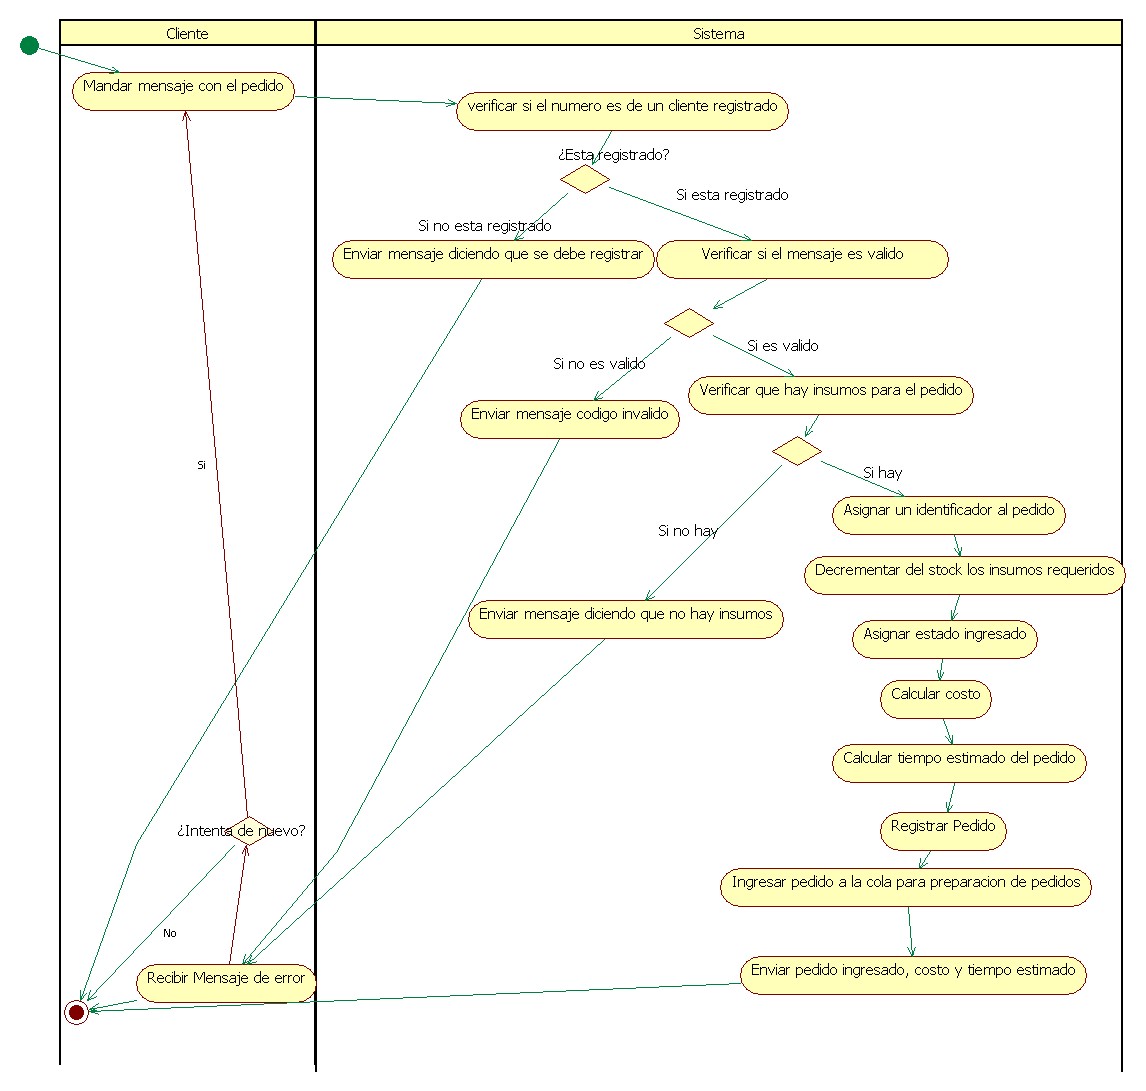 Cliente
Sistema
Mandar mensaje con el pedido
verificar si el numero es de un cliente registrado
¿Esta registrado?
Si esta registrado
Si no esta registrado
Enviar mensaje diciendo que se debe registrar
Verificar si el mensaje es valido
Si es valido
Si no es valido
Verificar que hay insumos para el pedido
Enviar mensaje codigo invalido
Si
Si hay
Asignar un identificador al pedido
Si no hay
Decrementar del stock los insumos requeridos
Enviar mensaje diciendo que no hay insumos
Asignar estado ingresado
Calcular costo
Calcular tiempo estimado del pedido
¿Intenta de nuevo?
Registrar Pedido
Ingresar pedido a la cola para preparacion de pedidos
No
Recibir Mensaje de error
Enviar pedido ingresado, costo y tiempo estimado